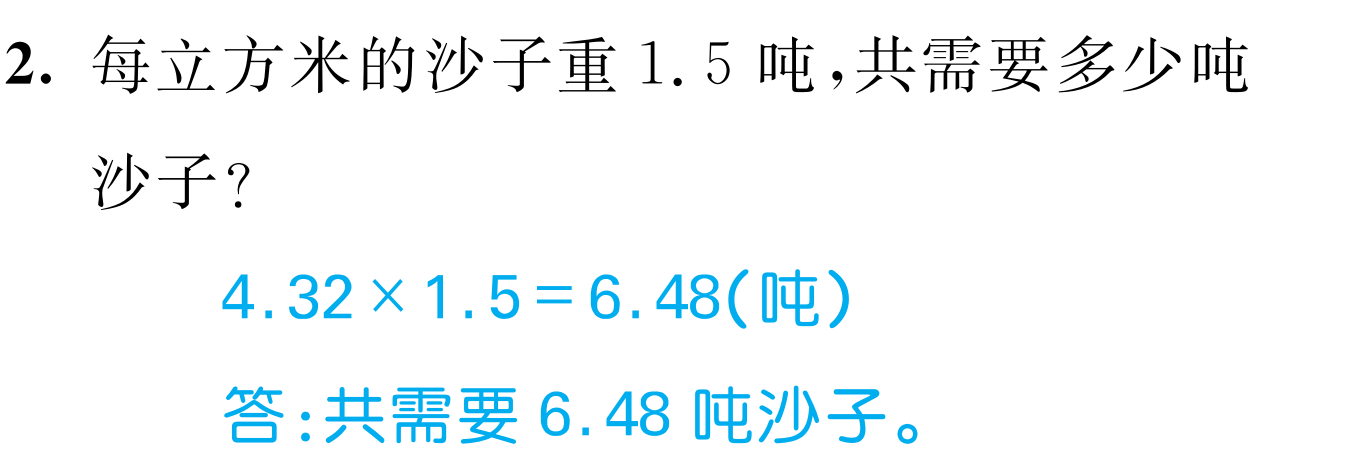 2. 每立方米的沙子重 1.5 吨,共需要多少吨
沙子?
4.32×1.5=6.48(吨)
答:共需要 6.48 吨沙子。